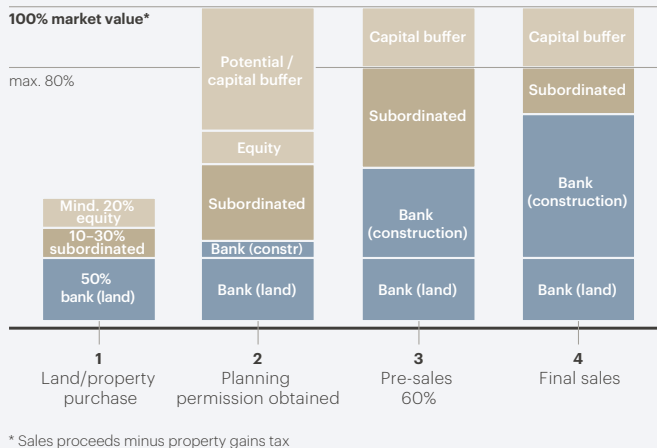 100% market value*
max. 80%
Mind. 20%
equity
10–30%
subordinated
50%
bank (land)
Potential /
capital buffer
Equity
Subordinated
Bank (constr)
Bank (land)
Capital buffer
Subordinated
Bank
(construction)
Bank (land)
Capital buffer
Subordinated
Bank
(construction)
Bank (land)
1
Land/property
purchase
2
Planning
permission obtained
3
Pre-sales
60%
4
Final sales
* Sales proceeds minus property gains tax